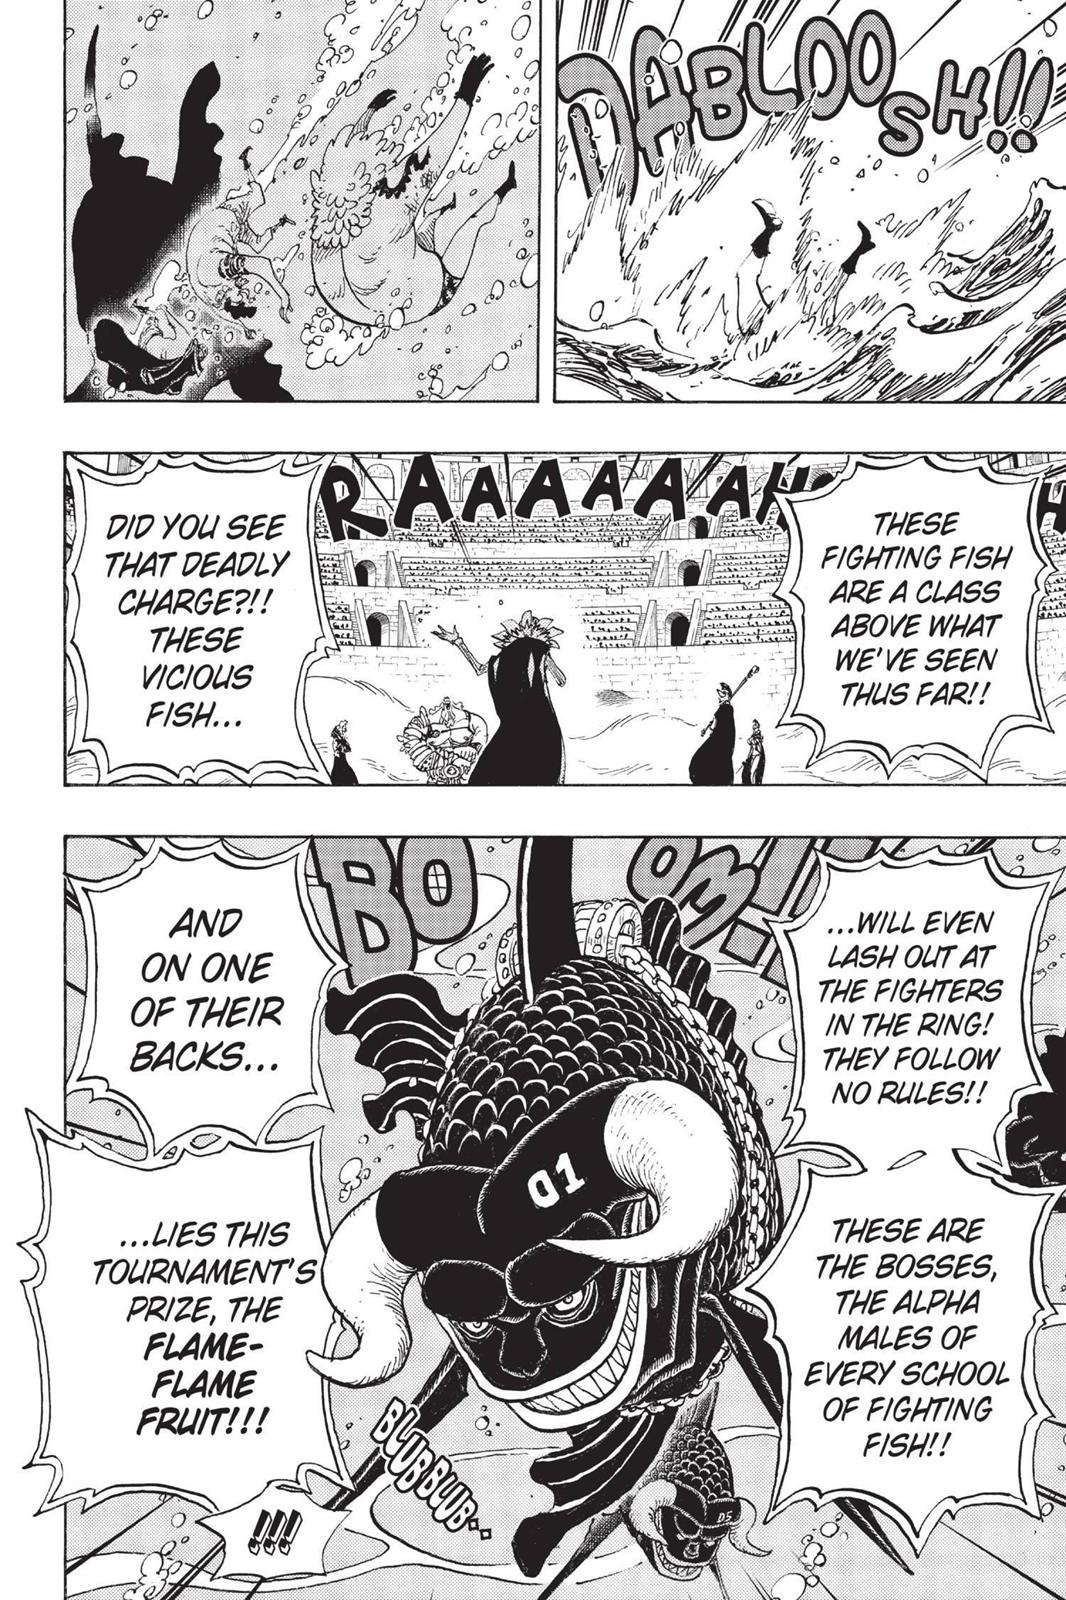 DABLOOSH!!
RAAAAAAH
THESE
FIGHTING FISH
ARE A CLASS
ABOVE WHAT
WE'VE SEEN
THUS FAR!!
DID YOU SEE
THAT DEADLY
CHARGE?!!
THESE
VICIOUS
FISH...
BOOM!!
...WILL EVEN
LASH OUT AT
THE FIGHTERS
IN THE RING!
THEY FOLLOW
NO RULES!!
THESE ARE
THE BOSSES,
THE ALPHA
MALES OF
EVERY SCHOOL
OF FIGHTING
FISH!!
AND
ON ONE
OF THEIR
BACKS...
...LIES THIS
TOURNAMENT'S
PRIZE, THE
FLAME-
FLAME
FRUIT!!!
01
BLUBBLUB..
05
!!!